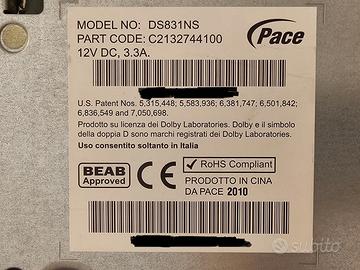 MODEL NO: DS831NS
PART CODE: C2132744100
12V DC, 3.3A.
Pace
U.S. Patent Nos. 5,315,448; 5,583,936; 6,381,747; 6,501,842;
6,836,549 and 7,050,698.
Prodotto su licenza dei Dolby Laboratories. Dolby e il simbolo
della doppia D sono marchi registrati dei Dolby Laboratories.
Uso consentito soltanto in Italia
BEAB
Approved
CE
✓ RoHS Compliant
PRODOTTO IN CINA
DA PACE 2010
subito